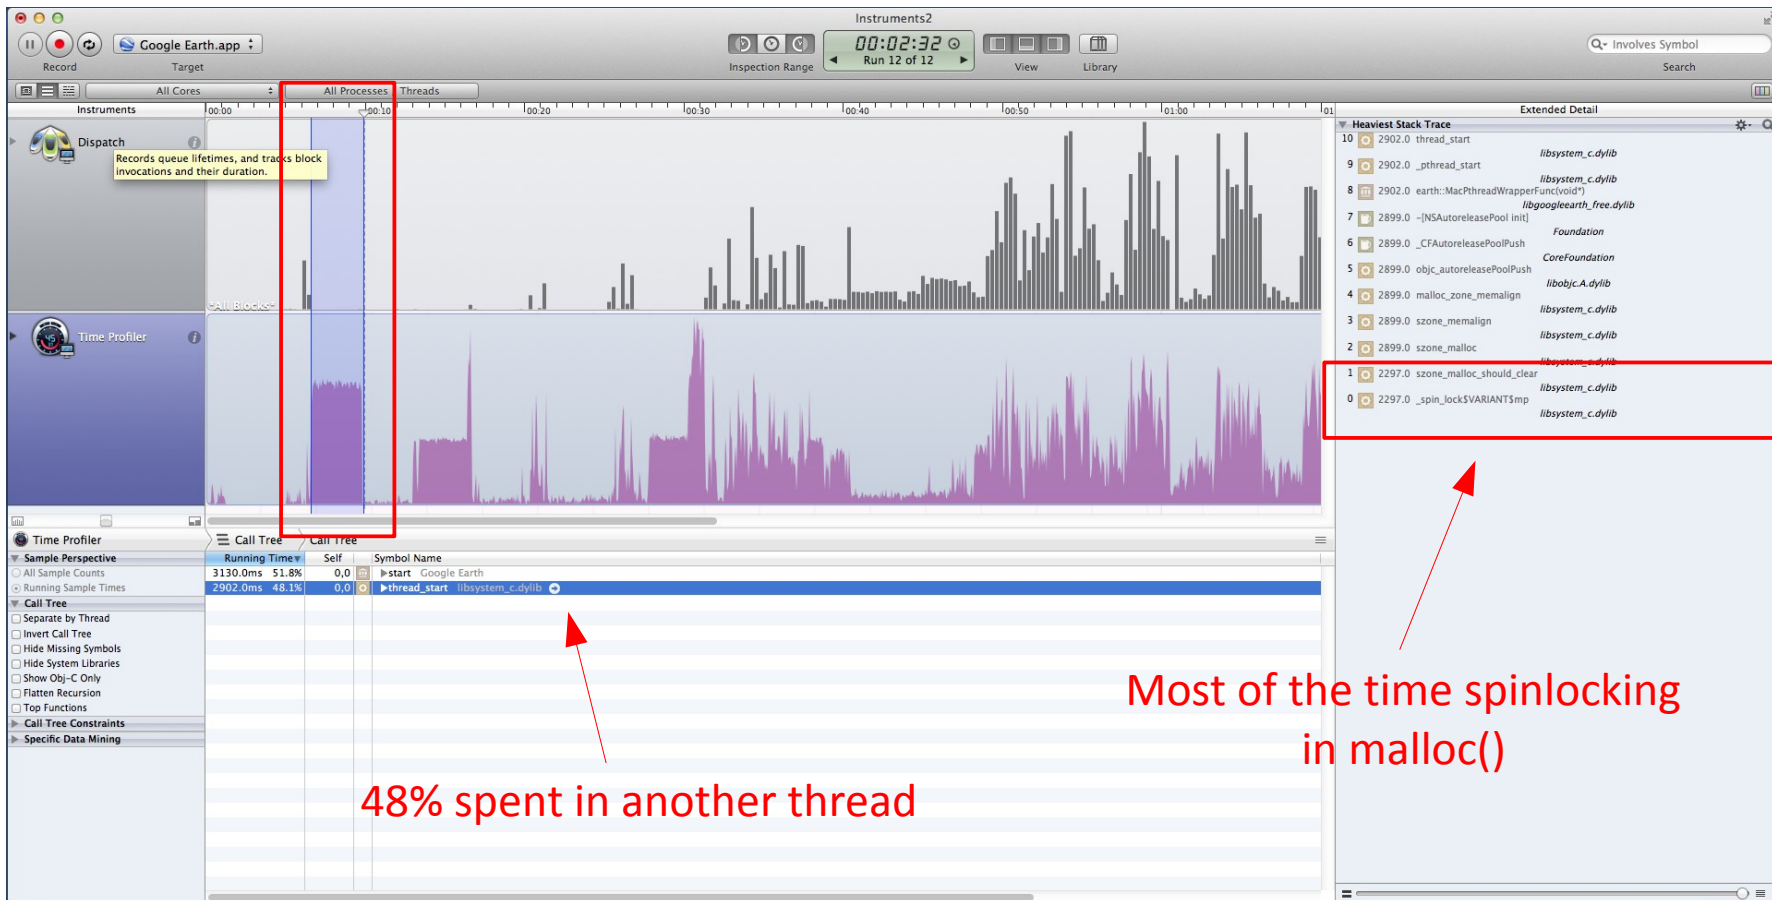 Instruments2
Google Earth.app
00:02:32
Run 12 of 12
Involves Symbol
Record
Target
Inspection Range
View
Library
Search
All Cores
All Processes
Threads
Instruments
00:00
00:10
00:20
00:30
00:40
00:50
01:00
01
Extended Detail
Dispatch
Records queue lifetimes, and tracks block
invocations and their duration.
*All Blocks*
Time Profiler
Heaviest Stack Trace
10 2902.0 thread_start
libsystem_c.dylib
9 2902.0 _pthread_start
libsystem_c.dylib
8 2902.0 earth::MacPthreadWrapperFunc(void*)
libgoogleearth_free.dylib
7 2899.0 -[NSAutoreleasePool init]
Foundation
6 2899.0 _CFAutoreleasePoolPush
CoreFoundation
5 2899.0 objc_autoreleasePoolPush
libobjc.A.dylib
4 2899.0 malloc_zone_memalign
libsystem_c.dylib
3 2899.0 szone_memalign
libsystem_c.dylib
2 2899.0 szone_malloc
libsystem_c.dylib
1 2297.0 szone_malloc_should_clear
libsystem_c.dylib
0 2297.0 _spin_lock$VARIANT$mp
libsystem_c.dylib
Time Profiler
Call Tree
Call Tree
Sample Perspective
All Sample Counts
Running Sample Times
Call Tree
Separate by Thread
Invert Call Tree
Hide Missing Symbols
Hide System Libraries
Show Obj-C Only
Flatten Recursion
Top Functions
Call Tree Constraints
Specific Data Mining
Running Time Self Symbol Name
3130.0ms 51.8% 0,0 start Google Earth
2902.0ms 48.1% 0,0 thread_start libsystem_c.dylib
48% spent in another thread
Most of the time spinlocking
in malloc()